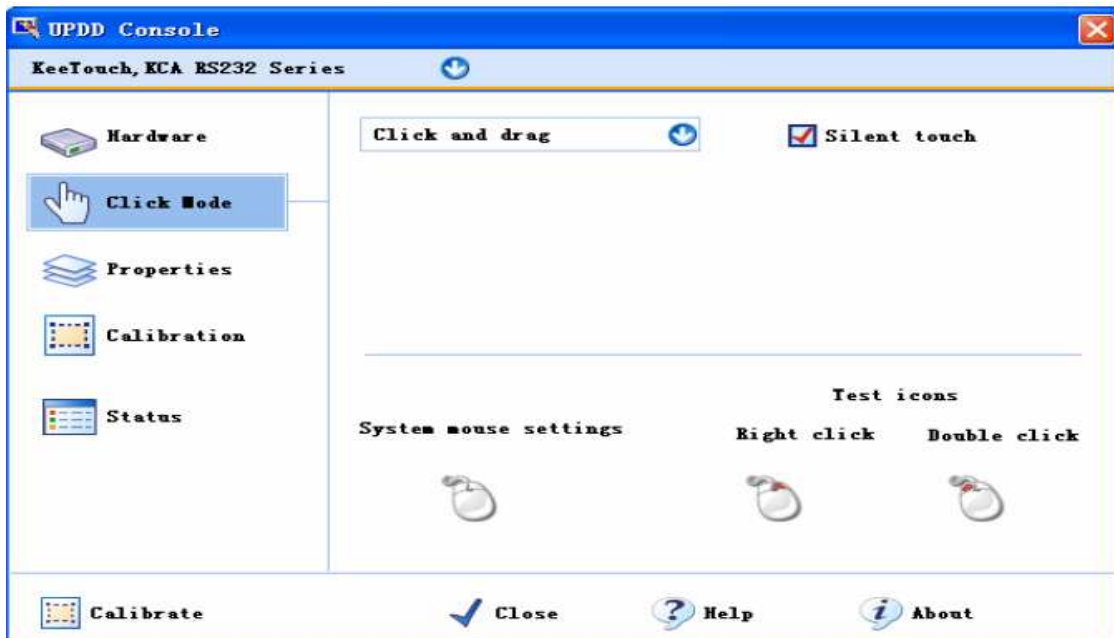 UPDD Console
KeeTouch, KCA RS232 Series
Hardware
Click Mode
Properties
Calibration
Status
Click and drag
Silent touch
Test icons
System mouse settings
Right click
Double click
Calibrate
Close
Help
About